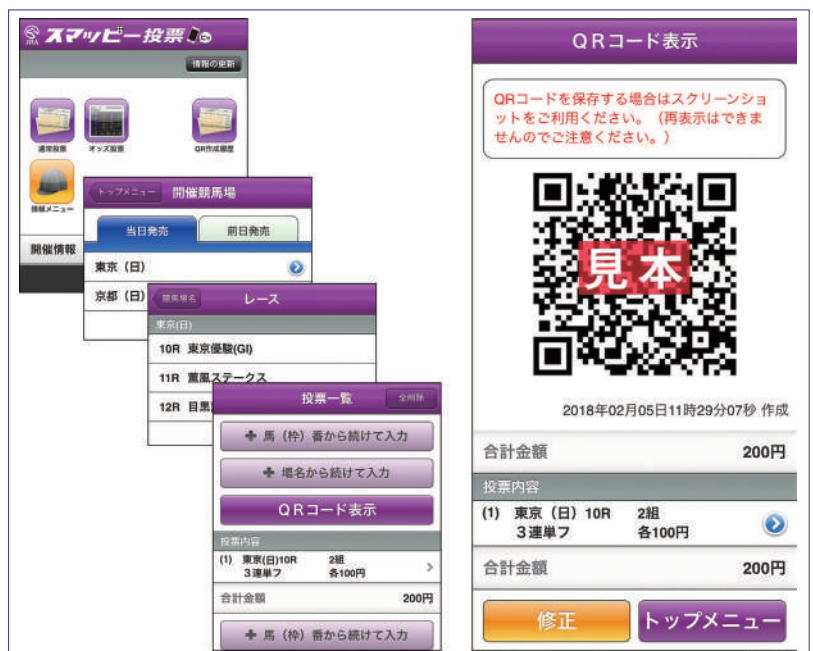 JRA スマッピー投票
情報の更新
通常投票
オッズ投票
QR作成履歴
情報メニュー
開催情報
トップメニュー
開催競馬場
当日発売
前日発売
東京（日）
京都（日）
競馬場名
レース
東京(日)
10R 東京優駿(GI)
11R 薫風ステークス
12R 目黒
投票一覧
全削除
✚ 馬（枠）番から続けて入力
✚ 場名から続けて入力
ＱＲコード表示
投票内容
(1) 東京(日)10R 2組
３連単フ 各100円
合計金額 200円
✚ 馬（枠）番から続けて入力
ＱＲコード表示
QRコードを保存する場合はスクリーンショ
ットをご利用ください。（再表示はできま
せんのでご注意ください。）
見本
2018年02月05日11時29分07秒 作成
合計金額 200円
投票内容
(1) 東京（日）10R 2組
３連単フ 各100円
合計金額 200円
修正
トップメニュー